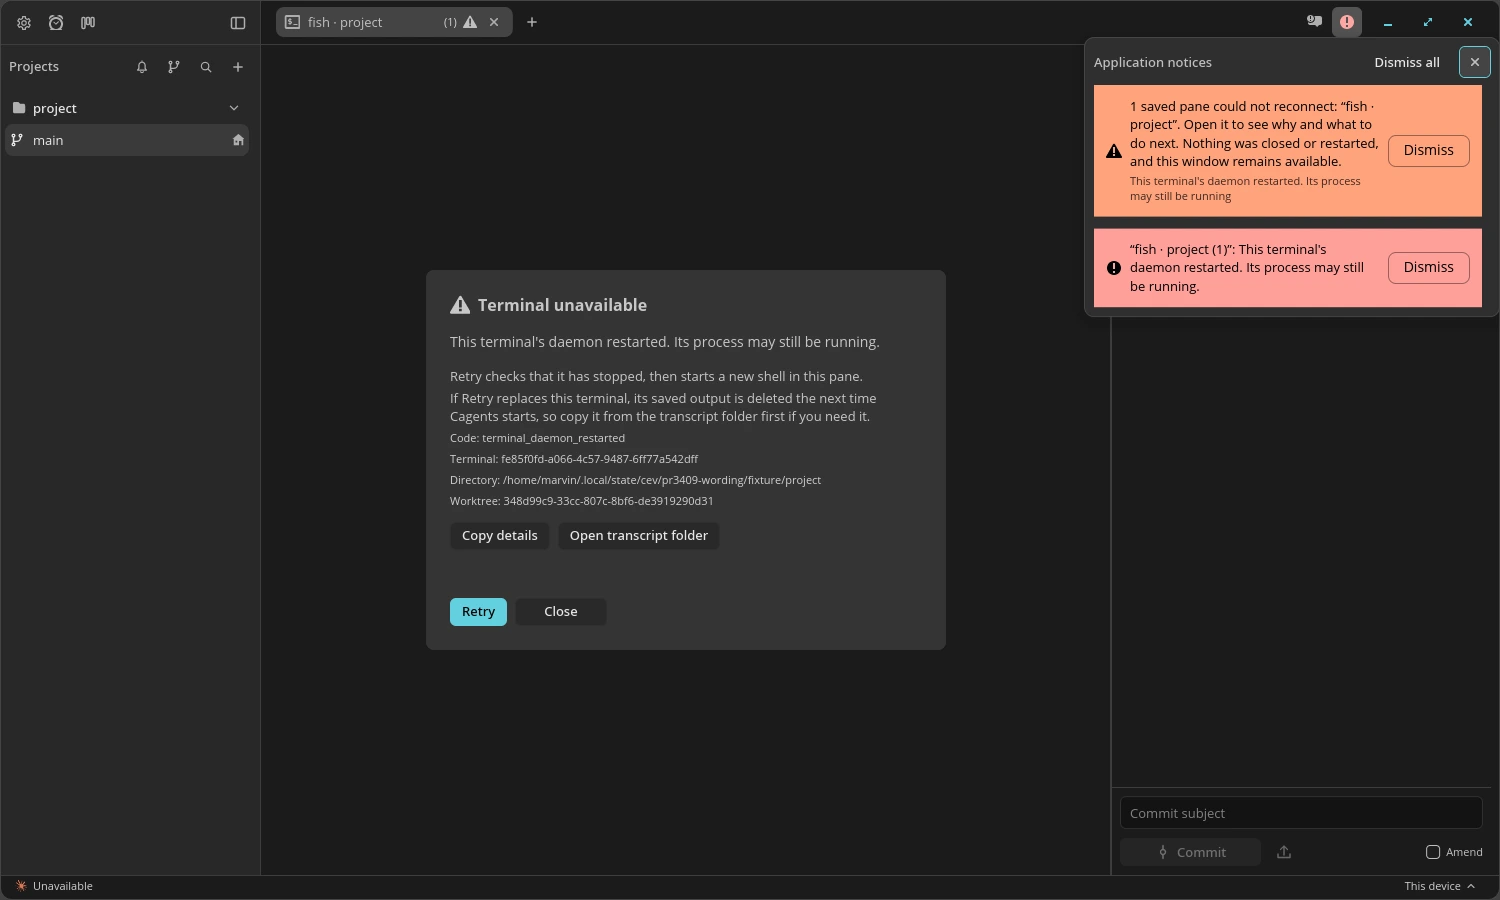 fish · project (1)
Projects
project
main
Application notices
Dismiss all
1 saved pane could not reconnect: “fish ·
project”. Open it to see why and what to
do next. Nothing was closed or restarted,
and this window remains available.
This terminal's daemon restarted. Its process
may still be running
Dismiss
“fish · project (1)”: This terminal's
daemon restarted. Its process may still
be running.
Dismiss
Terminal unavailable
This terminal's daemon restarted. Its process may still be running.
Retry checks that it has stopped, then starts a new shell in this pane.
If Retry replaces this terminal, its saved output is deleted the next time
Cagents starts, so copy it from the transcript folder first if you need it.
Code: terminal_daemon_restarted
Terminal: fe85f0fd-a066-4c57-9487-6ff77a542dff
Directory: /home/marvin/.local/state/cev/pr3409-wording/fixture/project
Worktree: 348d99c9-33cc-807c-8bf6-de3919290d31
Copy details
Open transcript folder
Retry
Close
Commit subject
Commit
Amend
Unavailable
This device